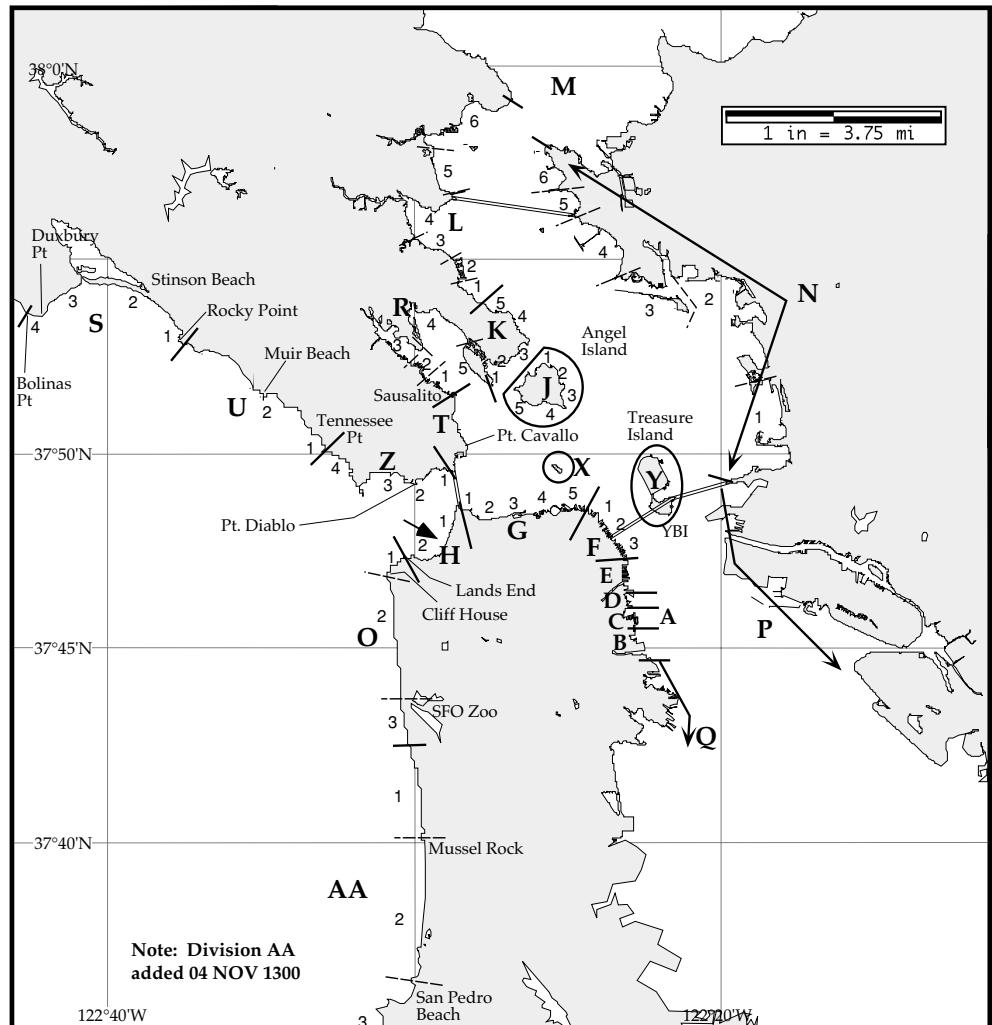 38°0'N
M
1 in = 3.75 mi
6
5
6
5
4
L
3
4
2
1
5
3
2
N
Duxbury
Pt
Stinson Beach
3
2
S
4
Rocky Point
1
Bolinas
Pt
R
4
K
4
3
2
3
2
1
5
1
Angel
Island
1
2
J
3
4
5
Muir Beach
Sausalito
U
2
T
Tennessee
Pt
Treasure
Island
1
1
Pt. Cavallo
37°50'N
Z
4
3
2
1
X
Y
Pt. Diablo
1
2
3
4
5
G
1
2
3
YBI
1
2
H
F
1
E
Lands End
Cliff House
D
A
C
B
2
O
P
37°45'N
SFO Zoo
3
Q
1
37°40'N
Mussel Rock
AA
2
Note: Division AA
added 04 NOV 1300
San Pedro
Beach
3
122°40'W
122°20'W